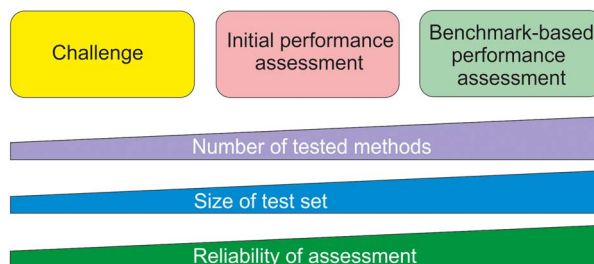 Challenge
Initial performance
assessment
Benchmark-based
performance
assessment
Number of tested methods
Size of test set
Reliability of assessment